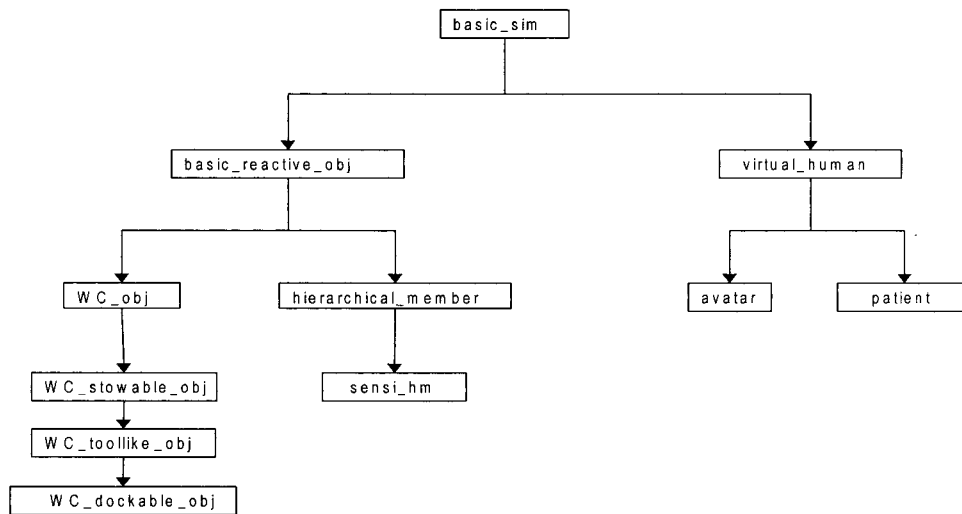 basic_sim
basic_reactive_obj
virtual_human
WC_obj
hierarchical_member
avatar
patient
WC_stowable_obj
sensi_hm
WC_toollike_obj
WC_dockable_obj